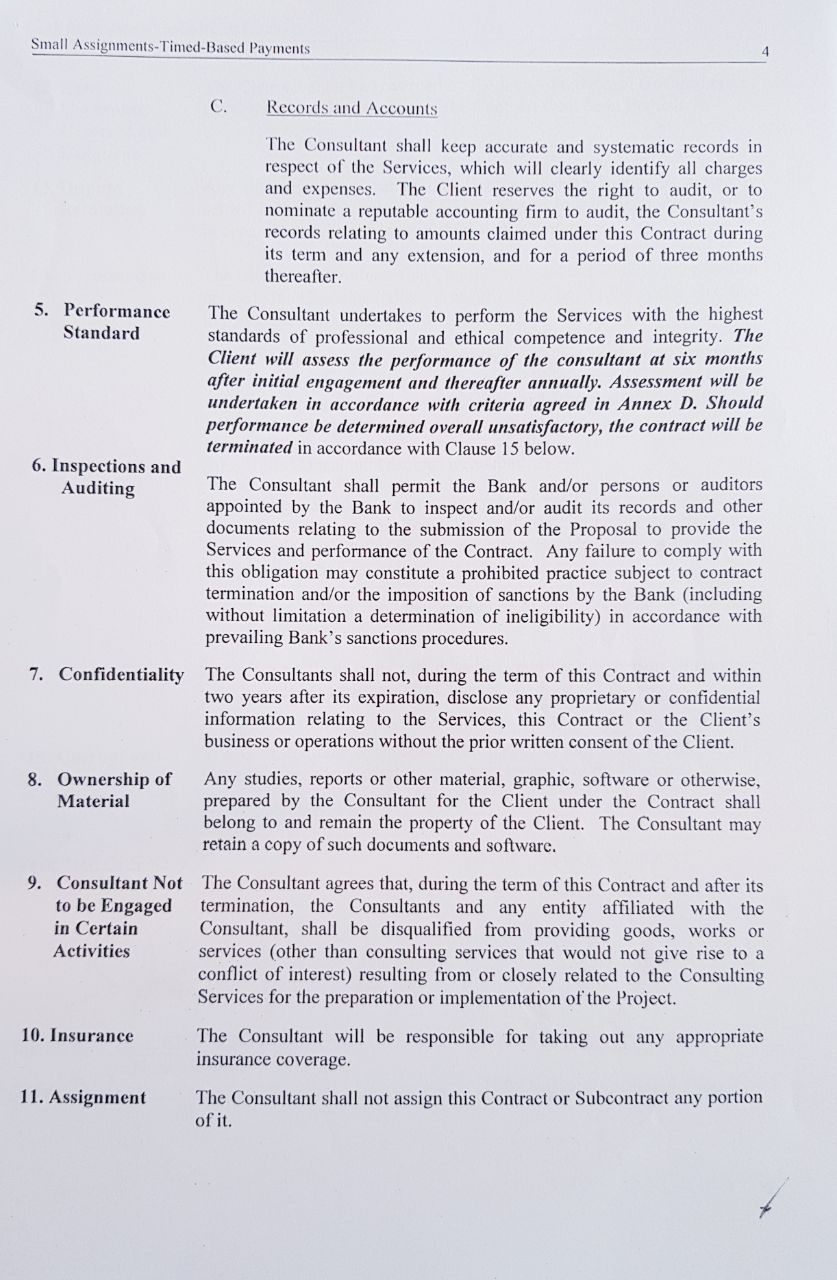 Small Assignments-Timed-Based Payments 4
C. Records and Accounts
The Consultant shall keep accurate and systematic records in
respect of the Services, which will clearly identify all charges
and expenses. The Client reserves the right to audit, or to
nominate a reputable accounting firm to audit, the Consultant's
records relating to amounts claimed under this Contract during
its term and any extension, and for a period of three months
thereafter.
5. Performance
Standard
The Consultant undertakes to perform the Services with the highest
standards of professional and ethical competence and integrity. The
Client will assess the performance of the consultant at six months
after initial engagement and thereafter annually. Assessment will be
undertaken in accordance with criteria agreed in Annex D. Should
performance be determined overall unsatisfactory, the contract will be
terminated in accordance with Clause 15 below.
6. Inspections and
Auditing
The Consultant shall permit the Bank and/or persons or auditors
appointed by the Bank to inspect and/or audit its records and other
documents relating to the submission of the Proposal to provide the
Services and performance of the Contract. Any failure to comply with
this obligation may constitute a prohibited practice subject to contract
termination and/or the imposition of sanctions by the Bank (including
without limitation a determination of ineligibility) in accordance with
prevailing Bank's sanctions procedures.
7. Confidentiality
The Consultants shall not, during the term of this Contract and within
two years after its expiration, disclose any proprietary or confidential
information relating to the Services, this Contract or the Client's
business or operations without the prior written consent of the Client.
8. Ownership of
Material
Any studies, reports or other material, graphic, software or otherwise,
prepared by the Consultant for the Client under the Contract shall
belong to and remain the property of the Client. The Consultant may
retain a copy of such documents and software.
9. Consultant Not
to be Engaged
in Certain
Activities
The Consultant agrees that, during the term of this Contract and after its
termination, the Consultants and any entity affiliated with the
Consultant, shall be disqualified from providing goods, works or
services (other than consulting services that would not give rise to a
conflict of interest) resulting from or closely related to the Consulting
Services for the preparation or implementation of the Project.
10. Insurance
The Consultant will be responsible for taking out any appropriate
insurance coverage.
11. Assignment
The Consultant shall not assign this Contract or Subcontract any portion
of it.